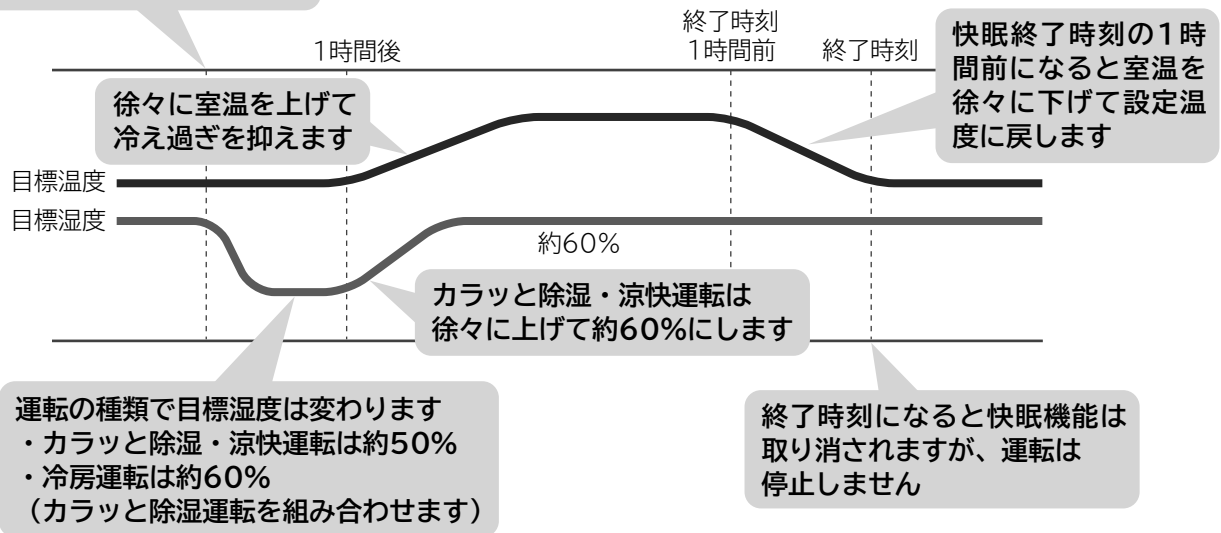 1時間後
終了時刻
1時間前
終了時刻
快眠終了時刻の1時
間前になると室温を
徐々に下げて設定温
度に戻します
徐々に室温を上げて
冷え過ぎを抑えます
目標温度
目標湿度
約60%
カラッと除湿・涼快運転は
徐々に上げて約60%にします
運転の種類で目標湿度は変わります
・カラッと除湿・涼快運転は約50%
・冷房運転は約60%
（カラッと除湿運転を組み合わせます）
終了時刻になると快眠機能は
取り消されますが、運転は
停止しません